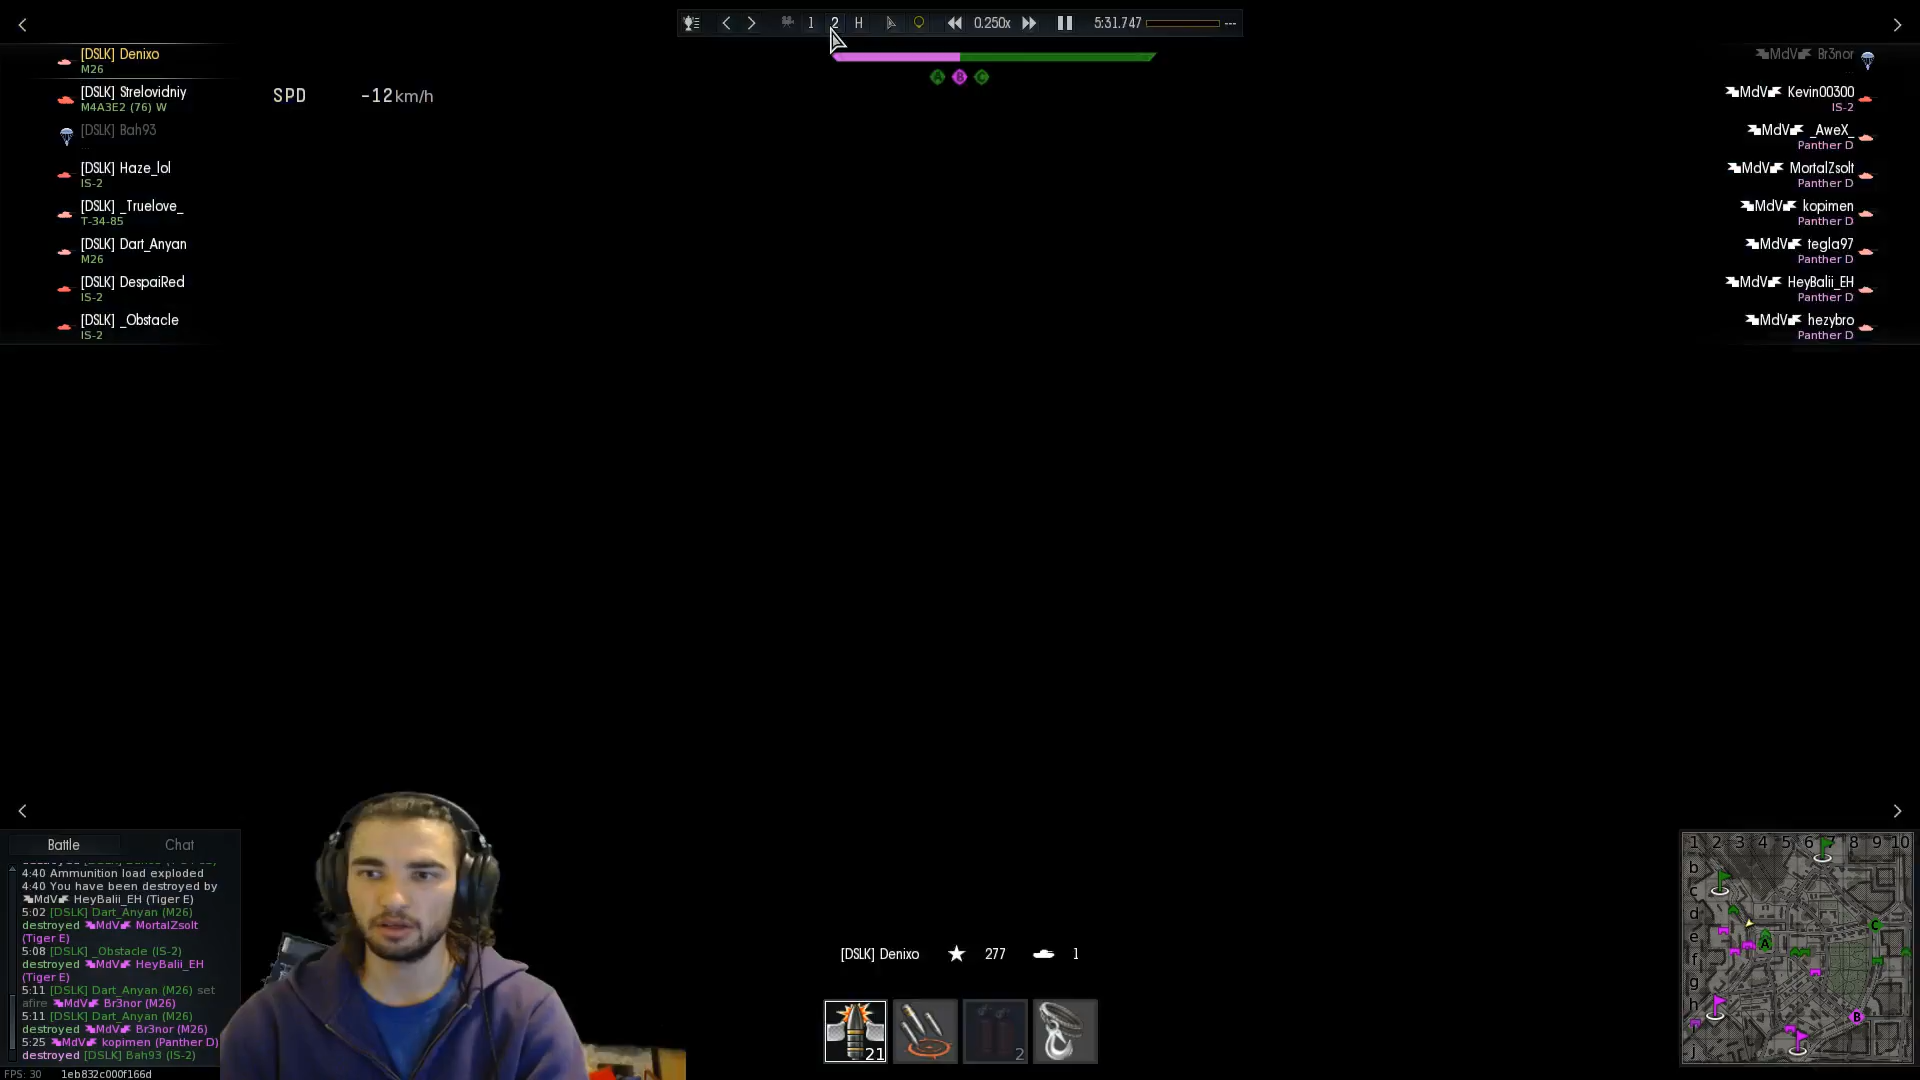 1 2 H 0.250x 5:31.747 ---
A B C
SPD -12km/h
[DSLK] Denixo
M26
[DSLK] Strelovidniy
M4A3E2 (76) W
[DSLK] Bah93
...
[DSLK] Haze_lol
IS-2
[DSLK] _Truelove_
T-34-85
[DSLK] Dart_Anyan
M26
[DSLK] DespaiRed
IS-2
[DSLK] _Obstacle
IS-2
MdV Br3nor
MdV Kevin00300
IS-2
MdV _AweX_
Panther D
MdV MortalZsolt
Panther D
MdV kopimen
Panther D
MdV tegla97
Panther D
MdV HeyBalii_EH
Panther D
MdV hezybro
Panther D
Battle Chat
4:40 Ammunition load exploded
4:40 You have been destroyed by
MdV HeyBalii_EH (Tiger E)
5:02 [DSLK] Dart_Anyan (M26)
destroyed MdV MortalZsolt
(Tiger E)
5:08 [DSLK] _Obstacle (IS-2)
destroyed MdV HeyBalii_EH
(Tiger E)
5:11 [DSLK] Dart_Anyan (M26) set
afire MdV Br3nor (M26)
5:11 [DSLK] Dart_Anyan (M26)
destroyed MdV Br3nor (M26)
5:25 MdV kopimen (Panther D)
destroyed [DSLK] Bah93 (IS-2)
FPS: 30 1eb832c000f166d
[DSLK] Denixo 277 1
21 2
1 2 3 4 5 6 7 8 9 10
b
c
d
e
f
g
h
j
A
C
B